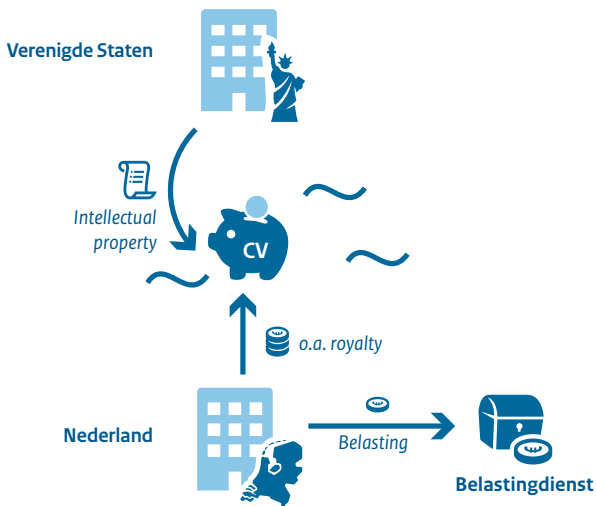 Verenigde Staten
Intellectual
property
CV
o.a. royalty
Nederland
Belasting
Belastingdienst